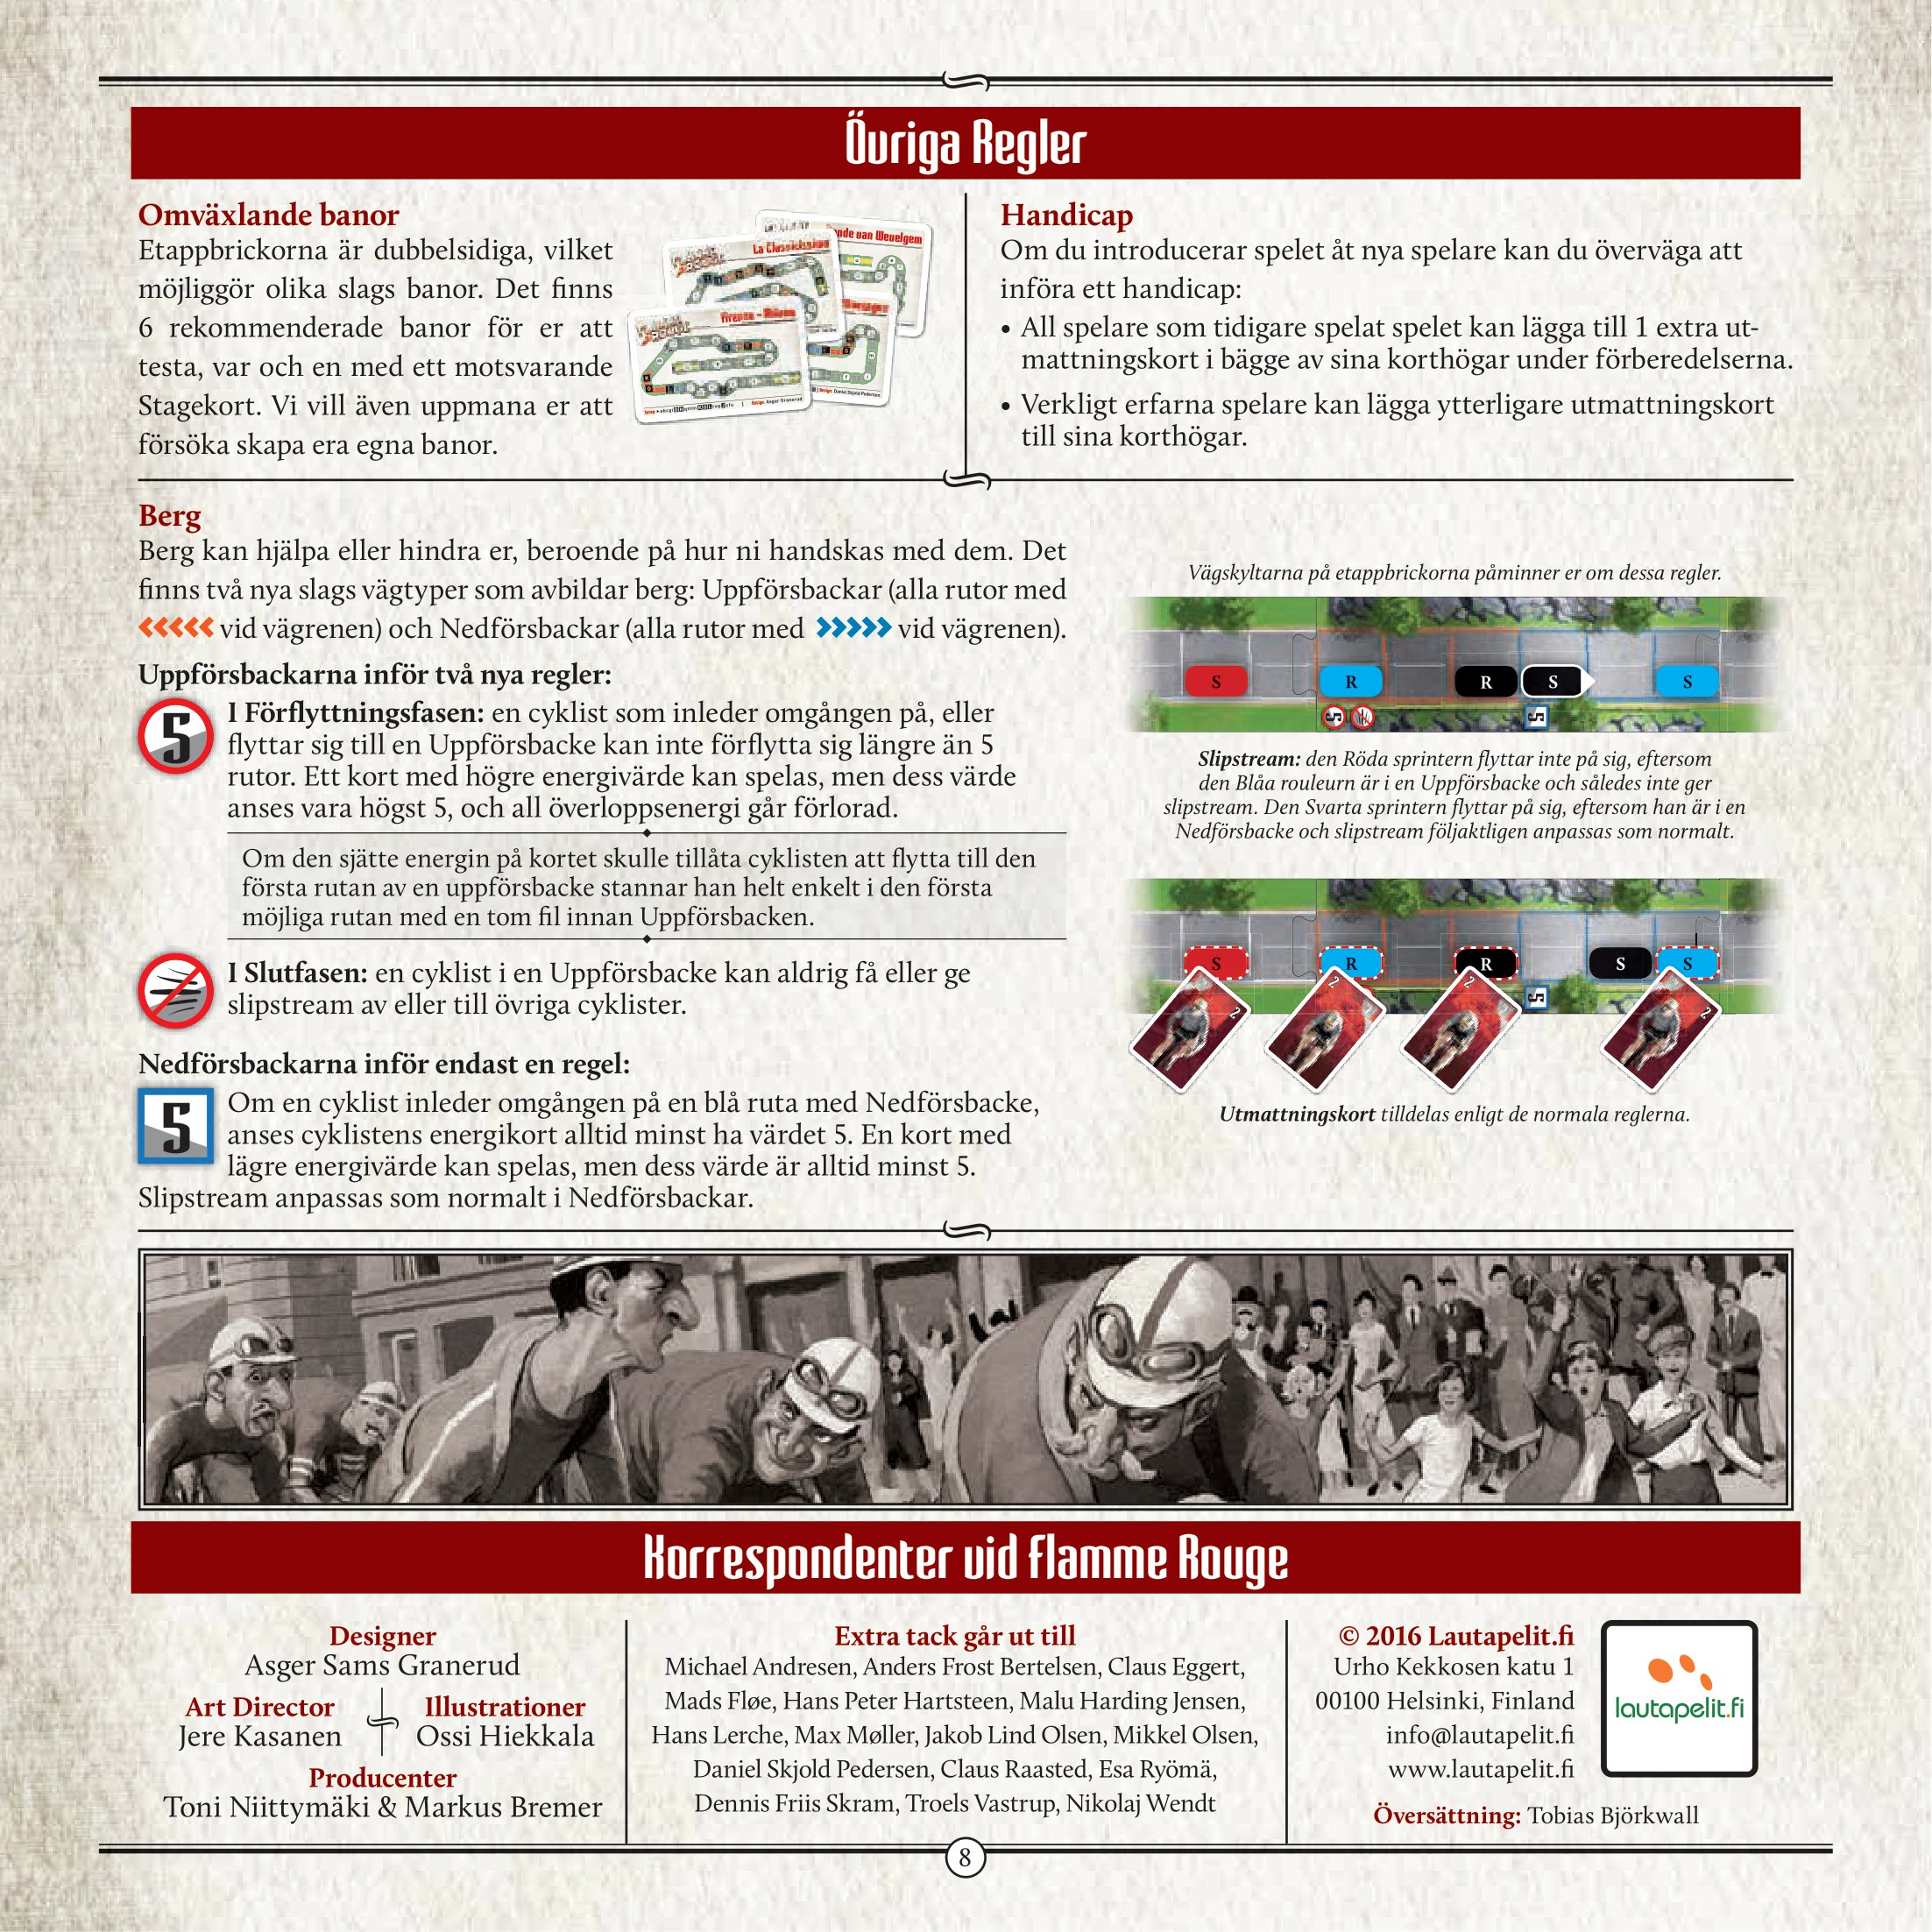 Övriga Regler
Omväxlande banor
Etappbrickorna är dubbelsidiga, vilket
möjliggör olika slags banor. Det finns
6 rekommenderade banor för er att
testa, var och en med ett motsvarande
Stagekort. Vi vill även uppmana er att
försöka skapa era egna banor.
La Classicissima
Firenze - Milano
Handicap
Om du introducerar spelet åt nya spelare kan du överväga att
införa ett handicap:
• All spelare som tidigare spelat spelet kan lägga till 1 extra ut-
mattningskort i bägge av sina korthögar under förberedelserna.
• Verkligt erfarna spelare kan lägga ytterligare utmattningskort
till sina korthögar.
Berg
Berg kan hjälpa eller hindra er, beroende på hur ni handskas med dem. Det
finns två nya slags vägtyper som avbildar berg: Uppförsbackar (alla rutor med
vid vägrenen) och Nedförsbackar (alla rutor med vid vägrenen).
Uppförsbackarna inför två nya regler:
5
I Förflyttningsfasen: en cyklist som inleder omgången på, eller
flyttar sig till en Uppförsbacke kan inte förflytta sig längre än 5
rutor. Ett kort med högre energivärde kan spelas, men dess värde
anses vara högst 5, och all överloppsenergi går förlorad.
Om den sjätte energin på kortet skulle tillåta cyklisten att flytta till den
första rutan av en uppförsbacke stannar han helt enkelt i den första
möjliga rutan med en tom fil innan Uppförsbacken.
I Slutfasen: en cyklist i en Uppförsbacke kan aldrig få eller ge
slipstream av eller till övriga cyklister.
Nedförsbackarna inför endast en regel:
5
Om en cyklist inleder omgången på en blå ruta med Nedförsbacke,
anses cyklistens energikort alltid minst ha värdet 5. En kort med
lägre energivärde kan spelas, men dess värde är alltid minst 5.
Slipstream anpassas som normalt i Nedförsbackar.
Vägskyltarna på etappbrickorna påminner er om dessa regler.
S R R S S
5 5
Slipstream: den Röda sprintern flyttar inte på sig, eftersom
den Blåa rouleurn är i en Uppförsbacke och således inte ger
slipstream. Den Svarta sprintern flyttar på sig, eftersom han är i en
Nedförsbacke och slipstream följaktligen anpassas som normalt.
S R R S S
5
2 2 2 2
Utmattningskort tilldelas enligt de normala reglerna.
Korrespondenter vid Flamme Rouge
Designer
Asger Sams Granerud
Art Director
Jere Kasanen
Illustrationer
Ossi Hiekkala
Producenter
Toni Niittymäki & Markus Bremer
Extra tack går ut till
Michael Andresen, Anders Frost Bertelsen, Claus Eggert,
Mads Fløe, Hans Peter Hartsteen, Malu Harding Jensen,
Hans Lerche, Max Møller, Jakob Lind Olsen, Mikkel Olsen,
Daniel Skjold Pedersen, Claus Raasted, Esa Ryömä,
Dennis Friis Skram, Troels Vastrup, Nikolaj Wendt
© 2016 Lautapelit.fi
Urho Kekkosen katu 1
00100 Helsinki, Finland
info@lautapelit.fi
www.lautapelit.fi
lautapelit.fi
Översättning: Tobias Björkwall
8